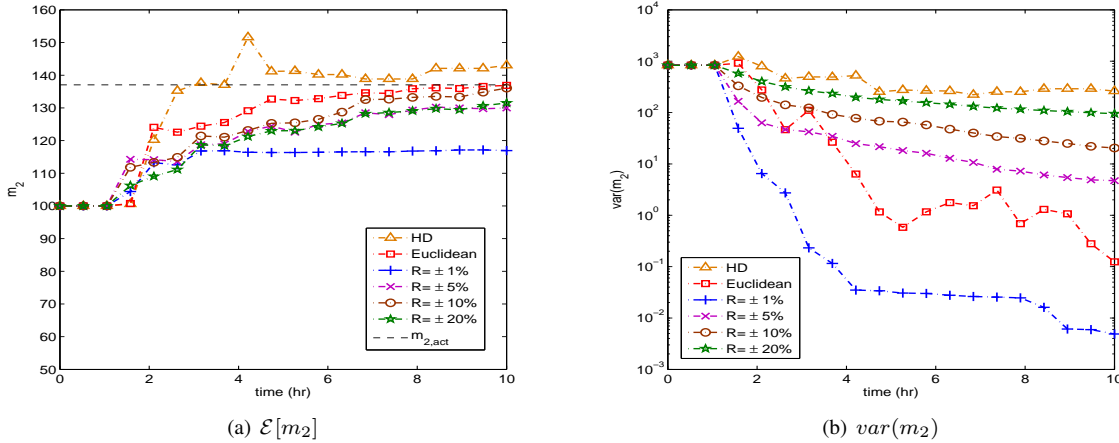 160
150
140
130
120
110
100
90
80
70
60
50
m2
0
2
4
6
8
10
time (hr)
HD
Euclidean
R= ± 1%
R= ± 5%
R= ± 10%
R= ± 20%
m2,act
(a) ℰ[m2]
10^4
10^3
10^2
10^1
10^0
10^−1
10^−2
10^−3
var(m2)
0
2
4
6
8
10
time (hr)
HD
Euclidean
R= ± 1%
R= ± 5%
R= ± 10%
R= ± 20%
(b) var(m2)